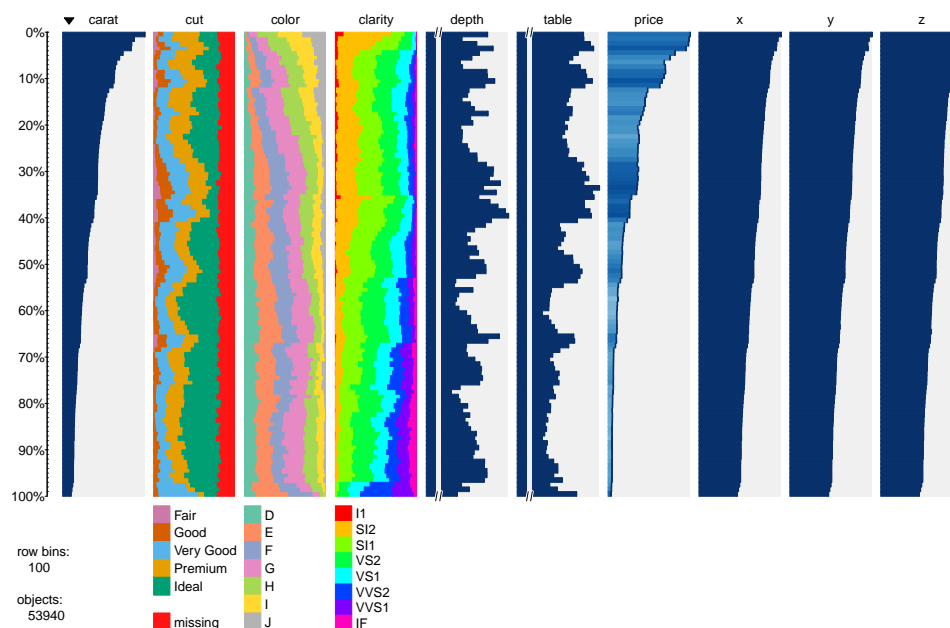 carat cut color clarity depth table price x y z
0%
10%
20%
30%
40%
50%
60%
70%
80%
90%
100%
// //
// //
Fair D I1
Good E SI2
Very Good F SI1
Premium G VS2
Ideal H VS1
I VVS2
missing J VVS1
IF
row bins:
100
objects:
53940